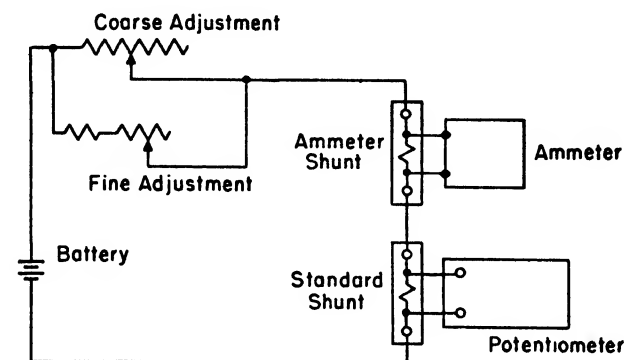 Coarse Adjustment
Ammeter
Shunt
Ammeter
Fine Adjustment
Battery
Standard
Shunt
Potentiometer